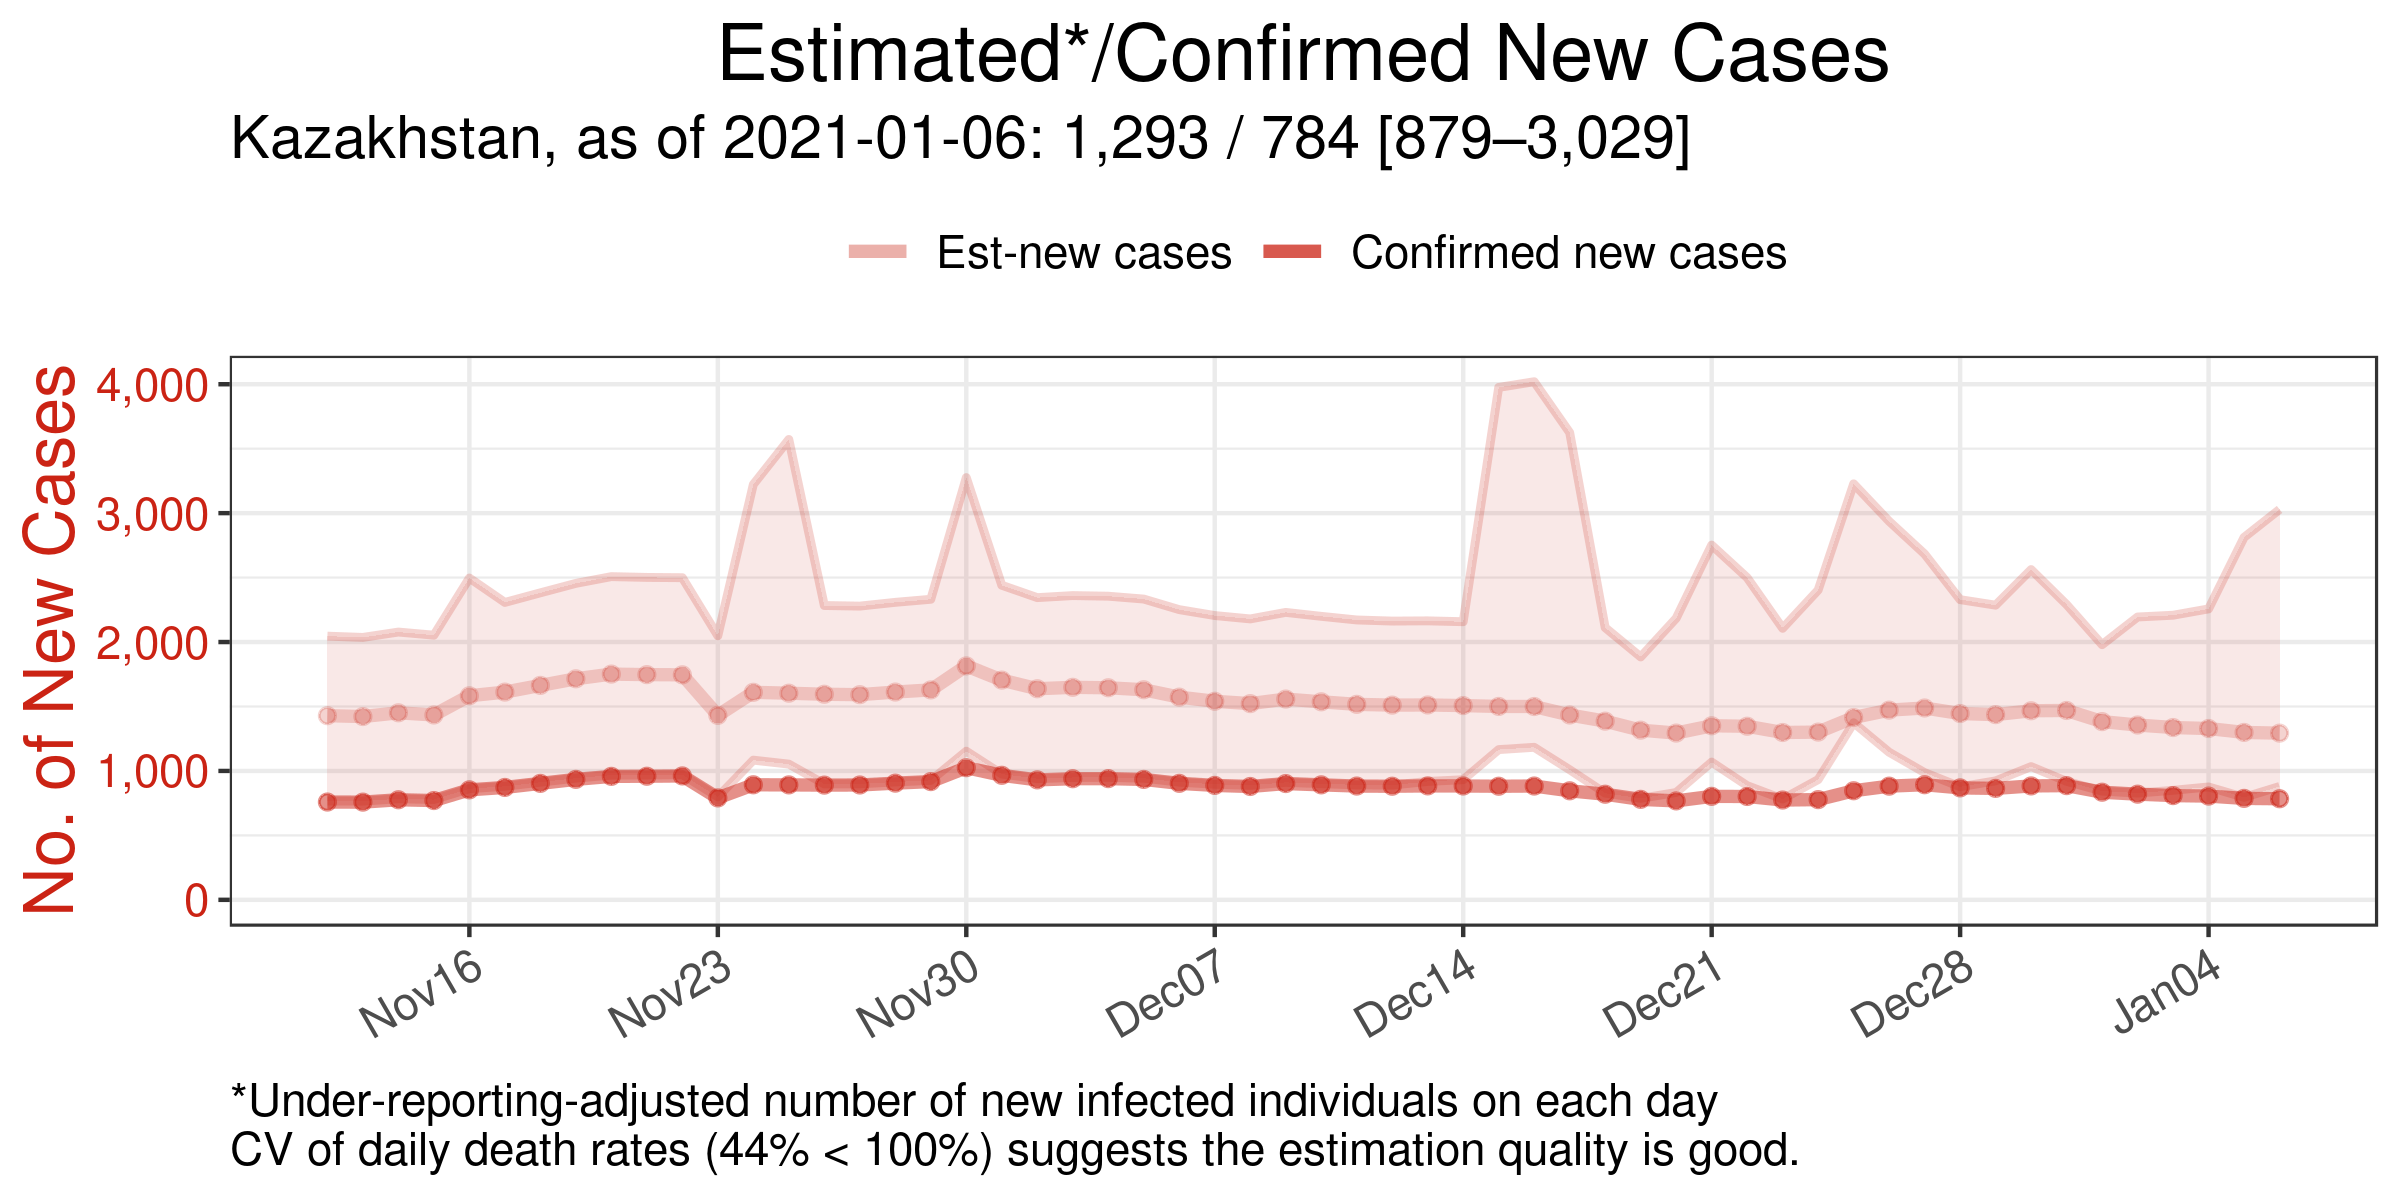 Estimated*/Confirmed New Cases
Kazakhstan, as of 2021-01-06: 1,293 / 784 [879–3,029]
Est-new cases Confirmed new cases
No. of New Cases
4,000
3,000
2,000
1,000
0
Nov16 Nov23 Nov30 Dec07 Dec14 Dec21 Dec28 Jan04
*Under-reporting-adjusted number of new infected individuals on each day
CV of daily death rates (44% < 100%) suggests the estimation quality is good.